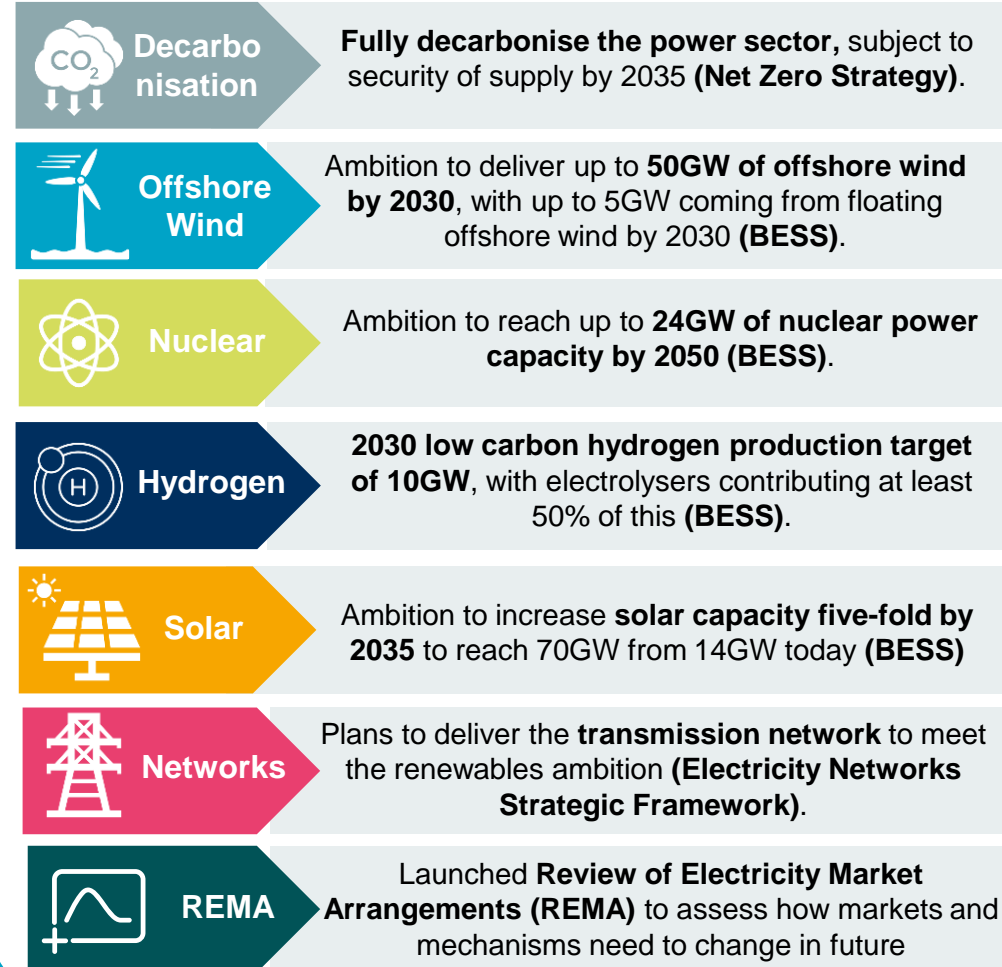 Decarbo
nisation
Fully decarbonise the power sector, subject to
security of supply by 2035 (Net Zero Strategy).
CO2
Offshore
Wind
Ambition to deliver up to 50GW of offshore wind
by 2030, with up to 5GW coming from floating
offshore wind by 2030 (BESS).
Nuclear
Ambition to reach up to 24GW of nuclear power
capacity by 2050 (BESS).
H
Hydrogen
2030 low carbon hydrogen production target
of 10GW, with electrolysers contributing at least
50% of this (BESS).
Solar
Ambition to increase solar capacity five-fold by
2035 to reach 70GW from 14GW today (BESS)
Networks
Plans to deliver the transmission network to meet
the renewables ambition (Electricity Networks
Strategic Framework).
REMA
Launched Review of Electricity Market
Arrangements (REMA) to assess how markets and
mechanisms need to change in future